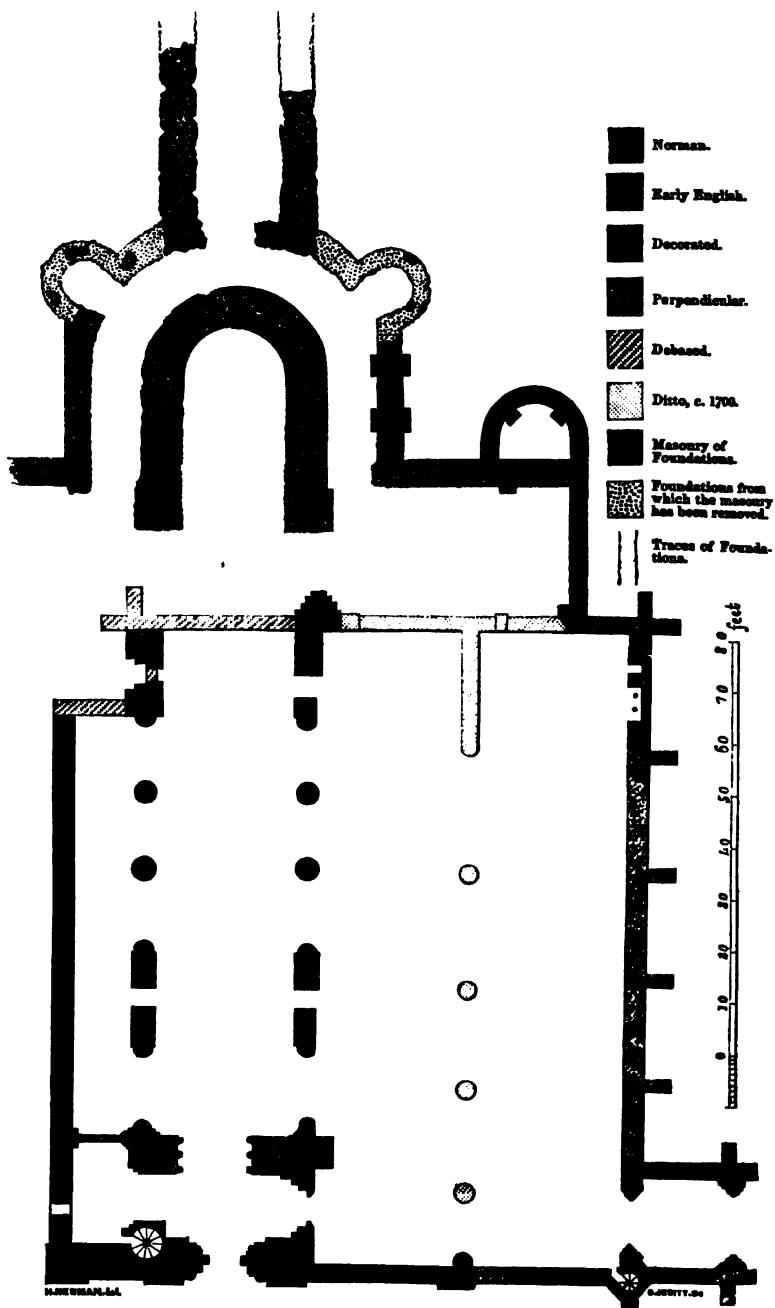 Norman.
Early English.
Decorated.
Perpendicular.
Debased.
Ditto, c. 1700.
Masonry of
Foundations.
Foundations from
which the masonry
has been removed.
Traces of Founda-
tions.
feet
80
70
60
50
40
30
20
10
0